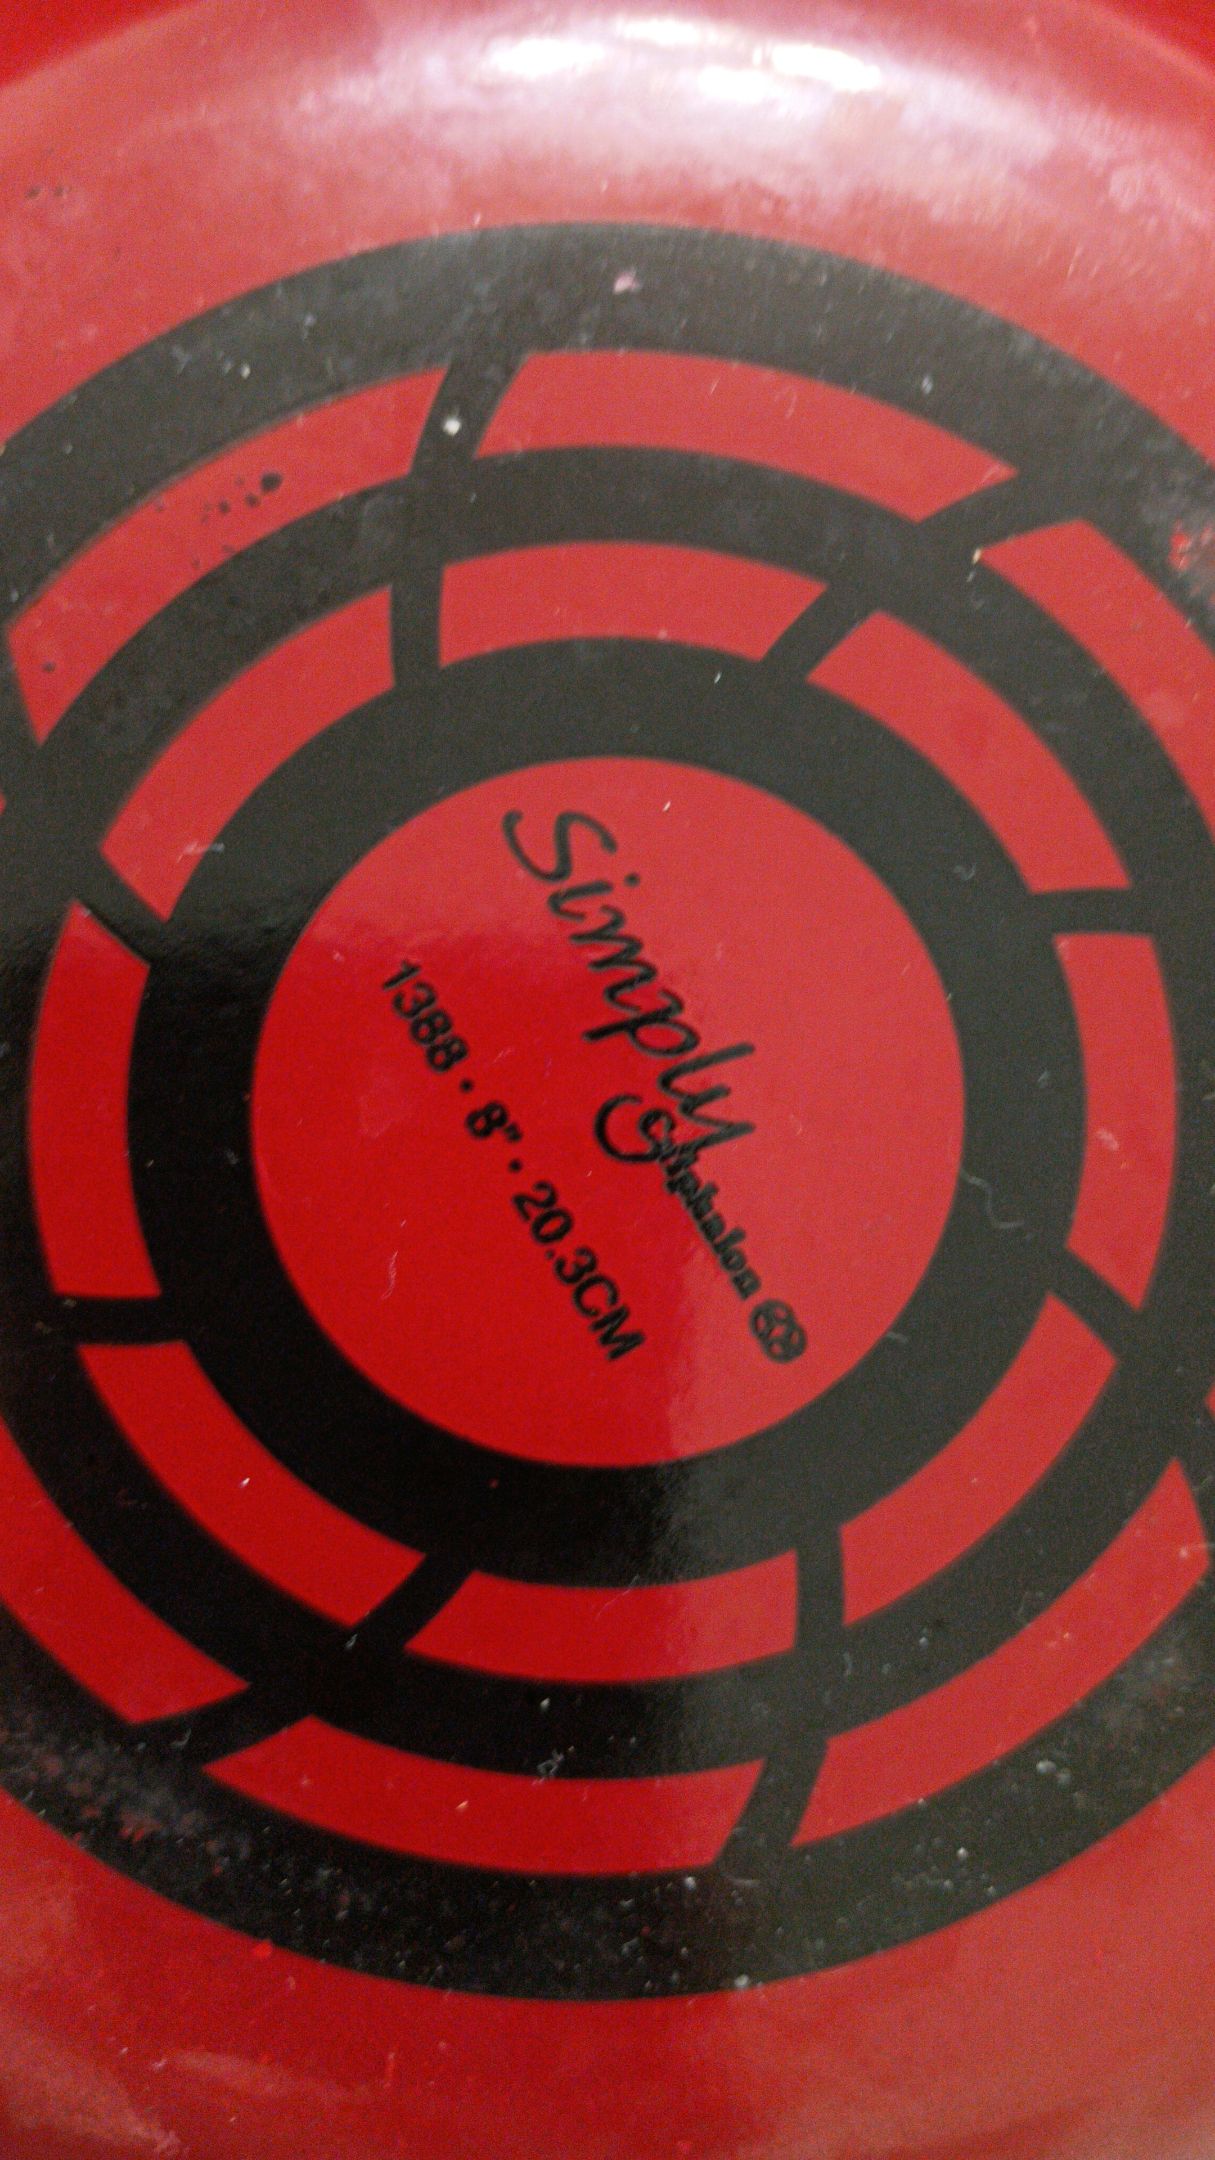 Simply
Calphalon
1388 • 8" • 20.3CM